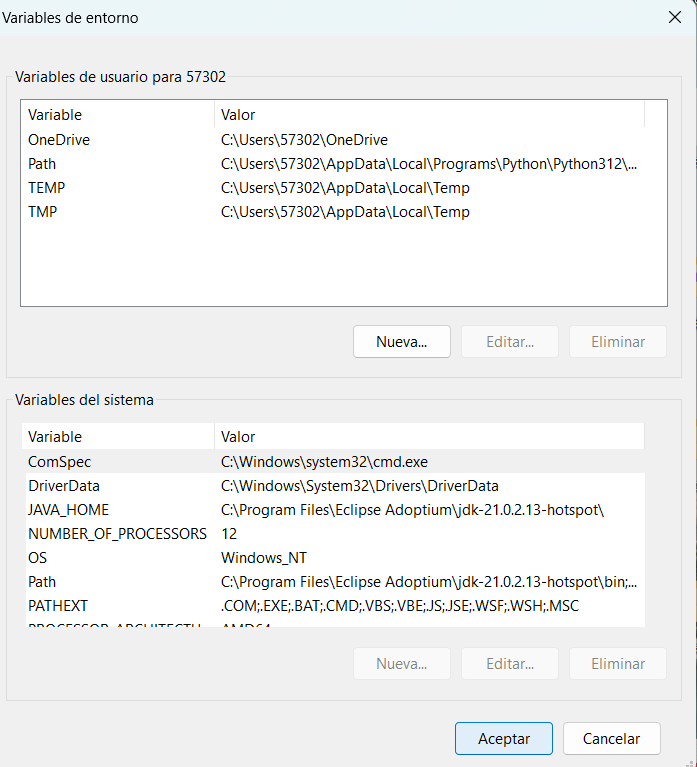 Variables de entorno
Variables de usuario para 57302
Variable Valor
OneDrive C:\Users\57302\OneDrive
Path C:\Users\57302\AppData\Local\Programs\Python\Python312\...
TEMP C:\Users\57302\AppData\Local\Temp
TMP C:\Users\57302\AppData\Local\Temp
Nueva... Editar... Eliminar
Variables del sistema
Variable Valor
ComSpec C:\Windows\system32\cmd.exe
DriverData C:\Windows\System32\Drivers\DriverData
JAVA_HOME C:\Program Files\Eclipse Adoptium\jdk-21.0.2.13-hotspot\
NUMBER_OF_PROCESSORS 12
OS Windows_NT
Path C:\Program Files\Eclipse Adoptium\jdk-21.0.2.13-hotspot\bin;...
PATHEXT .COM;.EXE;.BAT;.CMD;.VBS;.VBE;.JS;.JSE;.WSF;.WSH;.MSC
PROCESSOR_ARCHITECTU... AMD64
Nueva... Editar... Eliminar
Aceptar Cancelar